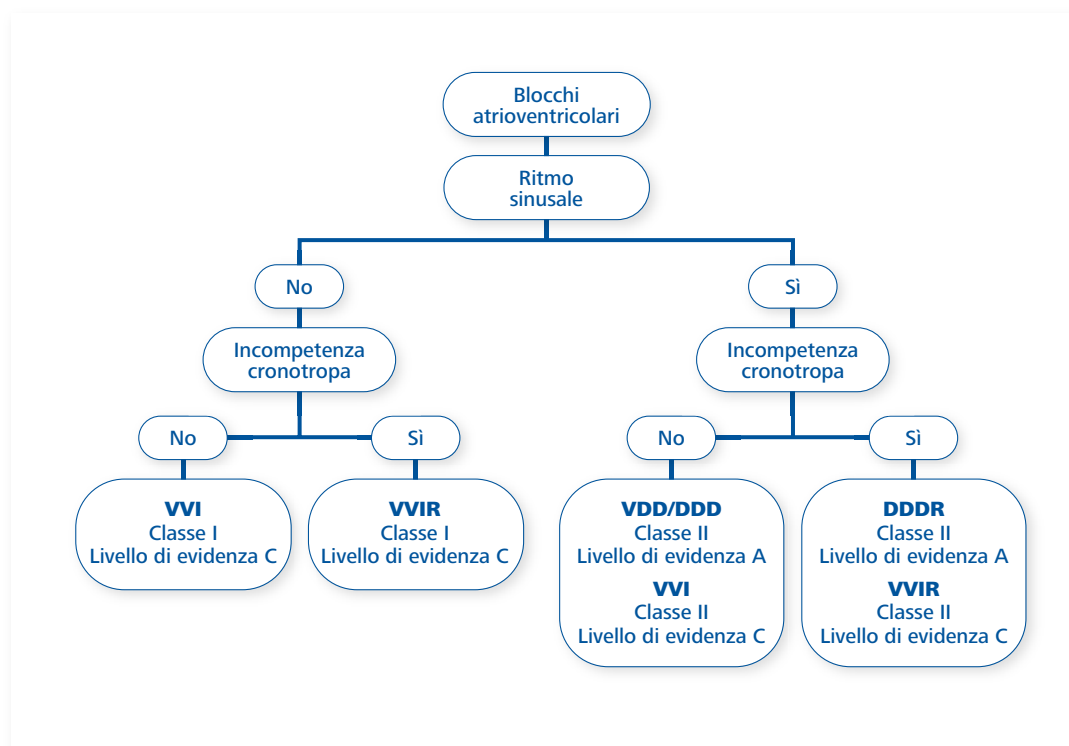 Blocchi
atrioventricolari
Ritmo
sinusale
No
Sì
Incompetenza
cronotropa
Incompetenza
cronotropa
No
Sì
No
Sì
VVI
Classe I
Livello di evidenza C
VVIR
Classe I
Livello di evidenza C
VDD/DDD
Classe II
Livello di evidenza A
VVI
Classe II
Livello di evidenza C
DDDR
Classe II
Livello di evidenza A
VVIR
Classe II
Livello di evidenza C